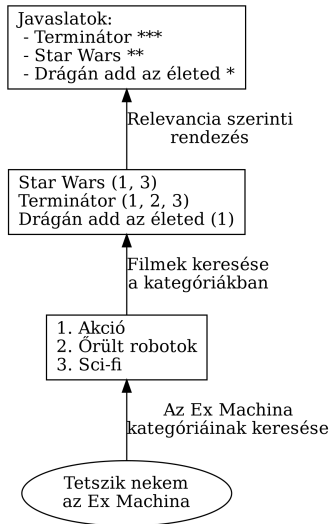 Javaslatok:
- Terminátor ***
- Star Wars **
- Drágán add az életed *
Relevancia szerinti
rendezés
Star Wars (1, 3)
Terminátor (1, 2, 3)
Drágán add az életed (1)
Filmek keresése
a kategóriákban
1. Akció
2. Őrült robotok
3. Sci-fi
Az Ex Machina
kategóriáinak keresése
Tetszik nekem
az Ex Machina